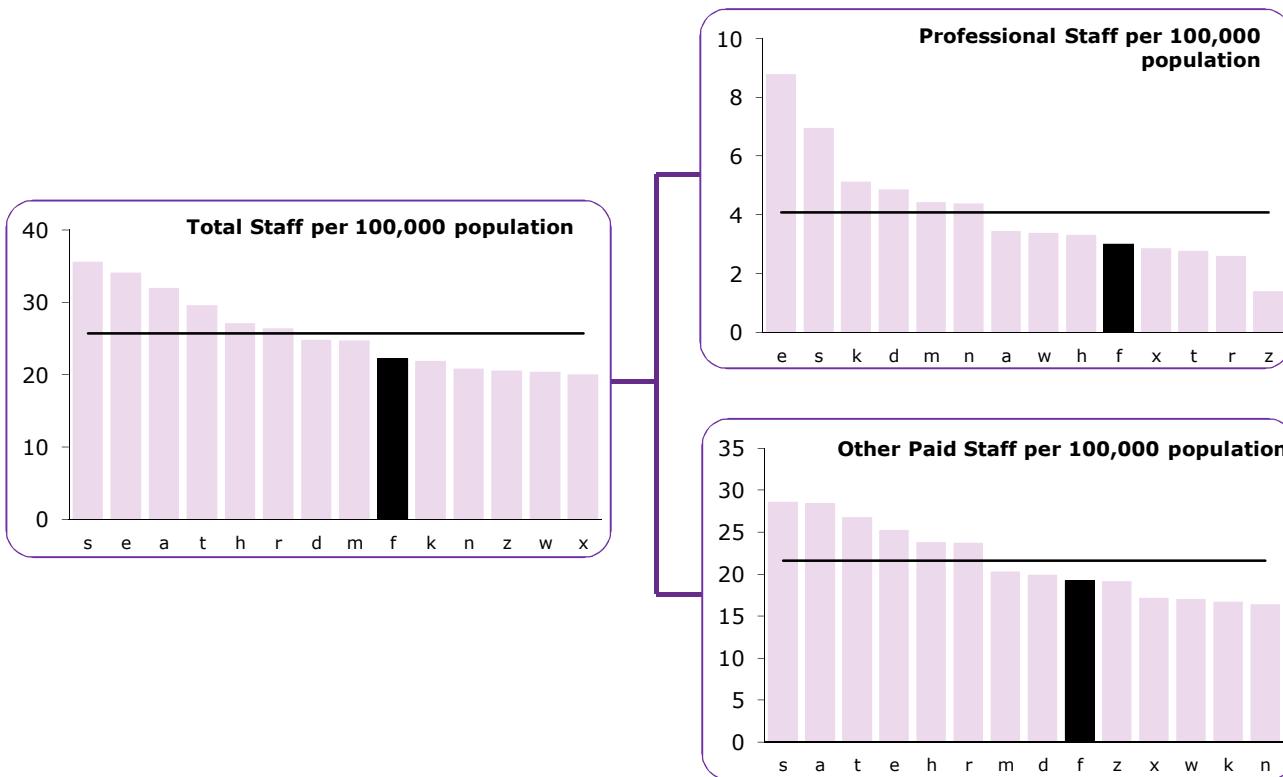 Professional Staff per 100,000
population
10
8
6
4
2
0
e s k d m n a w h f x t r z
Total Staff per 100,000 population
40
30
20
10
0
s e a t h r d m f k n z w x
Other Paid Staff per 100,000 population
35
30
25
20
15
10
5
0
s a t e h r m d f z x w k n